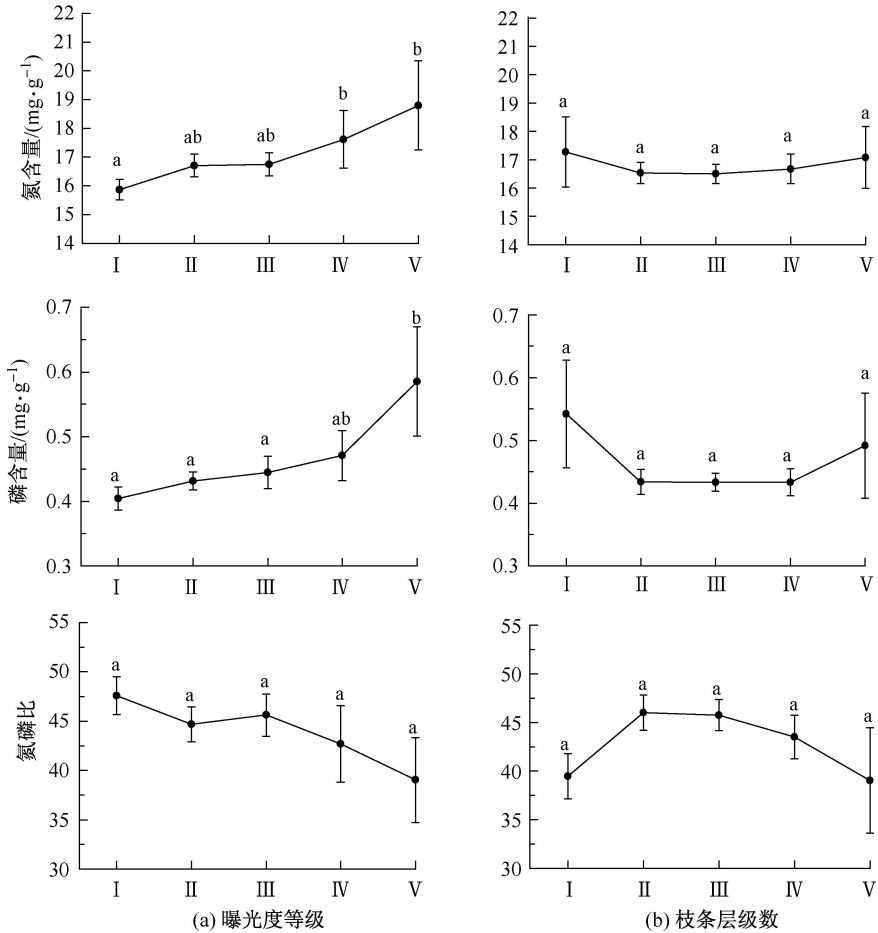 氮含量/(mg·g⁻¹)
22
21
20
19
18
17
16
15
14
a
ab
ab
b
b
Ⅰ Ⅱ Ⅲ Ⅳ Ⅴ
22
21
20
19
18
17
16
15
14
a
a
a
a
a
Ⅰ Ⅱ Ⅲ Ⅳ Ⅴ
磷含量/(mg·g⁻¹)
0.7
0.6
0.5
0.4
0.3
a
a
a
ab
b
Ⅰ Ⅱ Ⅲ Ⅳ Ⅴ
0.7
0.6
0.5
0.4
0.3
a
a
a
a
a
Ⅰ Ⅱ Ⅲ Ⅳ Ⅴ
氮磷比
55
50
45
40
35
30
a
a
a
a
a
Ⅰ Ⅱ Ⅲ Ⅳ Ⅴ
(a) 曝光度等级
55
50
45
40
35
30
a
a
a
a
a
Ⅰ Ⅱ Ⅲ Ⅳ Ⅴ
(b) 枝条层级数